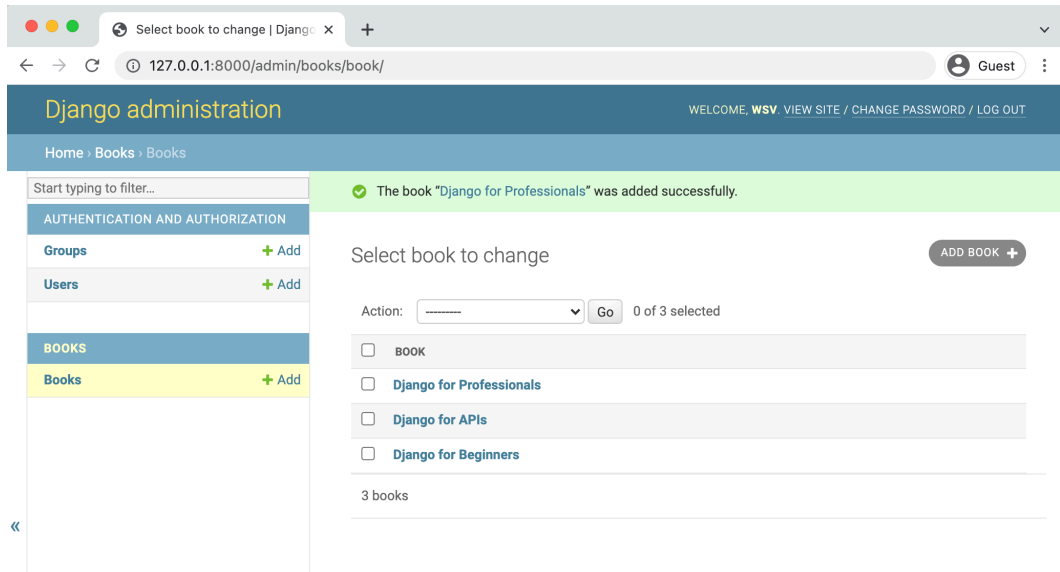 Select book to change | Django
127.0.0.1:8000/admin/books/book/
Guest
Django administration
WELCOME, WSV. VIEW SITE / CHANGE PASSWORD / LOG OUT
Home › Books › Books
Start typing to filter...
The book “Django for Professionals” was added successfully.
AUTHENTICATION AND AUTHORIZATION
Groups + Add
Users + Add
BOOKS
Books + Add
Select book to change
ADD BOOK +
Action: --------- Go 0 of 3 selected
BOOK
Django for Professionals
Django for APIs
Django for Beginners
3 books
«